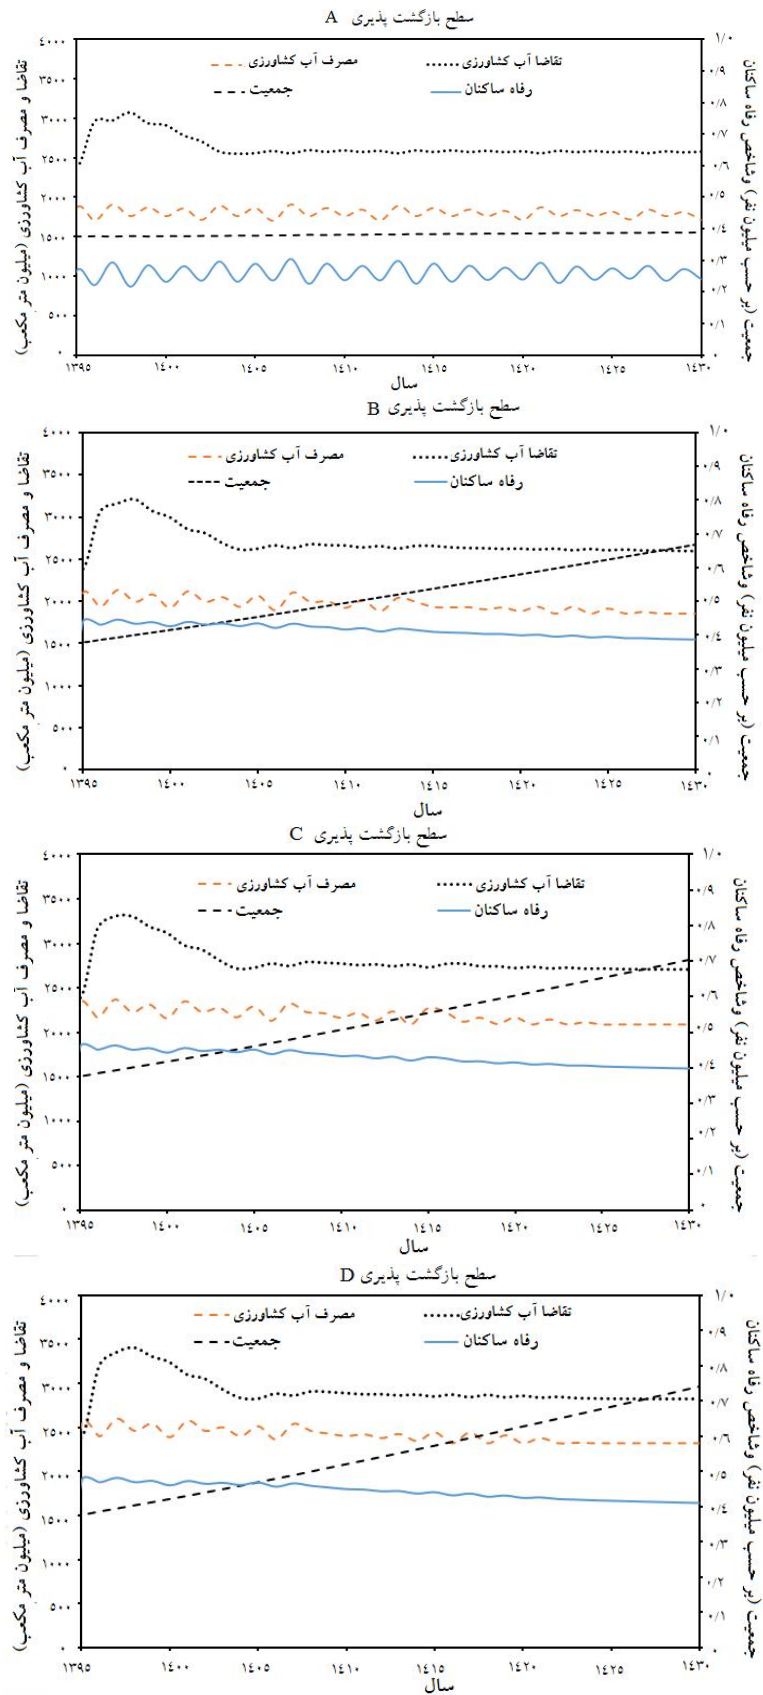 سطح بازگشت پذیری A
مصرف آب کشاورزی
تقاضا آب کشاورزی
جمعیت
رفاه ساکنان
تقاضا و مصرف آب کشاورزی (میلیون متر مکعب)
۴۰۰۰
۳۵۰۰
۳۰۰۰
۲۵۰۰
۲۰۰۰
۱۵۰۰
۱۰۰۰
۵۰۰
۰
جمعیت (بر حسب میلیون نفر) وشاخص رفاه ساکنان
۱/۰
۰/۹
۰/۸
۰/۷
۰/۶
۰/۵
۰/۴
۰/۳
۰/۲
۰/۱
۰
۱۳۹۵ ۱۴۰۰ ۱۴۰۵ ۱۴۱۰ ۱۴۱۵ ۱۴۲۰ ۱۴۲۵ ۱۴۳۰
سال
سطح بازگشت پذیری B
مصرف آب کشاورزی
تقاضا آب کشاورزی
جمعیت
رفاه ساکنان
تقاضا و مصرف آب کشاورزی (میلیون متر مکعب)
۴۰۰۰
۳۵۰۰
۳۰۰۰
۲۵۰۰
۲۰۰۰
۱۵۰۰
۱۰۰۰
۵۰۰
۰
جمعیت (بر حسب میلیون نفر) وشاخص رفاه ساکنان
۱/۰
۰/۹
۰/۸
۰/۷
۰/۶
۰/۵
۰/۴
۰/۳
۰/۲
۰/۱
۰
۱۳۹۵ ۱۴۰۰ ۱۴۰۵ ۱۴۱۰ ۱۴۱۵ ۱۴۲۰ ۱۴۲۵ ۱۴۳۰
سال
سطح بازگشت پذیری C
مصرف آب کشاورزی
تقاضا آب کشاورزی
جمعیت
رفاه ساکنان
تقاضا و مصرف آب کشاورزی (میلیون متر مکعب)
۴۰۰۰
۳۵۰۰
۳۰۰۰
۲۵۰۰
۲۰۰۰
۱۵۰۰
۱۰۰۰
۵۰۰
۰
جمعیت (بر حسب میلیون نفر) وشاخص رفاه ساکنان
۱/۰
۰/۹
۰/۸
۰/۷
۰/۶
۰/۵
۰/۴
۰/۳
۰/۲
۰/۱
۰
۱۳۹۵ ۱۴۰۰ ۱۴۰۵ ۱۴۱۰ ۱۴۱۵ ۱۴۲۰ ۱۴۲۵ ۱۴۳۰
سال
سطح بازگشت پذیری D
مصرف آب کشاورزی
تقاضا آب کشاورزی
جمعیت
رفاه ساکنان
تقاضا و مصرف آب کشاورزی (میلیون متر مکعب)
۴۰۰۰
۳۵۰۰
۳۰۰۰
۲۵۰۰
۲۰۰۰
۱۵۰۰
۱۰۰۰
۵۰۰
۰
جمعیت (بر حسب میلیون نفر) وشاخص رفاه ساکنان
۱/۰
۰/۹
۰/۸
۰/۷
۰/۶
۰/۵
۰/۴
۰/۳
۰/۲
۰/۱
۰
۱۳۹۵ ۱۴۰۰ ۱۴۰۵ ۱۴۱۰ ۱۴۱۵ ۱۴۲۰ ۱۴۲۵ ۱۴۳۰
سال